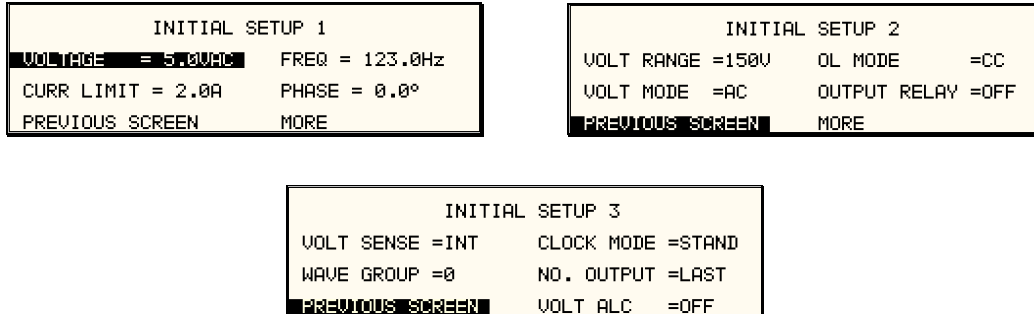 INITIAL SETUP 1
VOLTAGE = 5.0VAC FREQ = 123.0Hz
CURR LIMIT = 2.0A PHASE = 0.0°
PREVIOUS SCREEN MORE
INITIAL SETUP 2
VOLT RANGE =150V OL MODE =CC
VOLT MODE =AC OUTPUT RELAY =OFF
PREVIOUS SCREEN MORE
INITIAL SETUP 3
VOLT SENSE =INT CLOCK MODE =STAND
WAVE GROUP =0 NO. OUTPUT =LAST
PREVIOUS SCREEN VOLT ALC =OFF